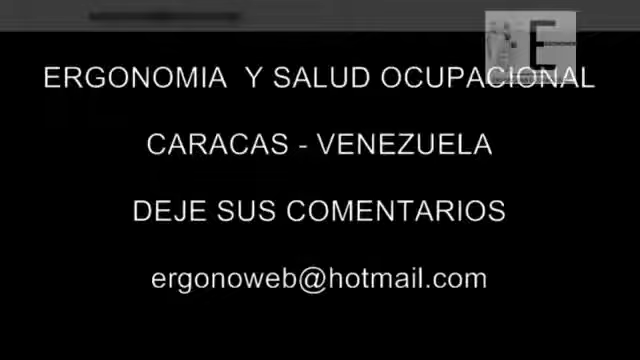 ERGONOMIA Y SALUD OCUPACIONAL
CARACAS - VENEZUELA
DEJE SUS COMENTARIOS
ergonoweb@hotmail.com